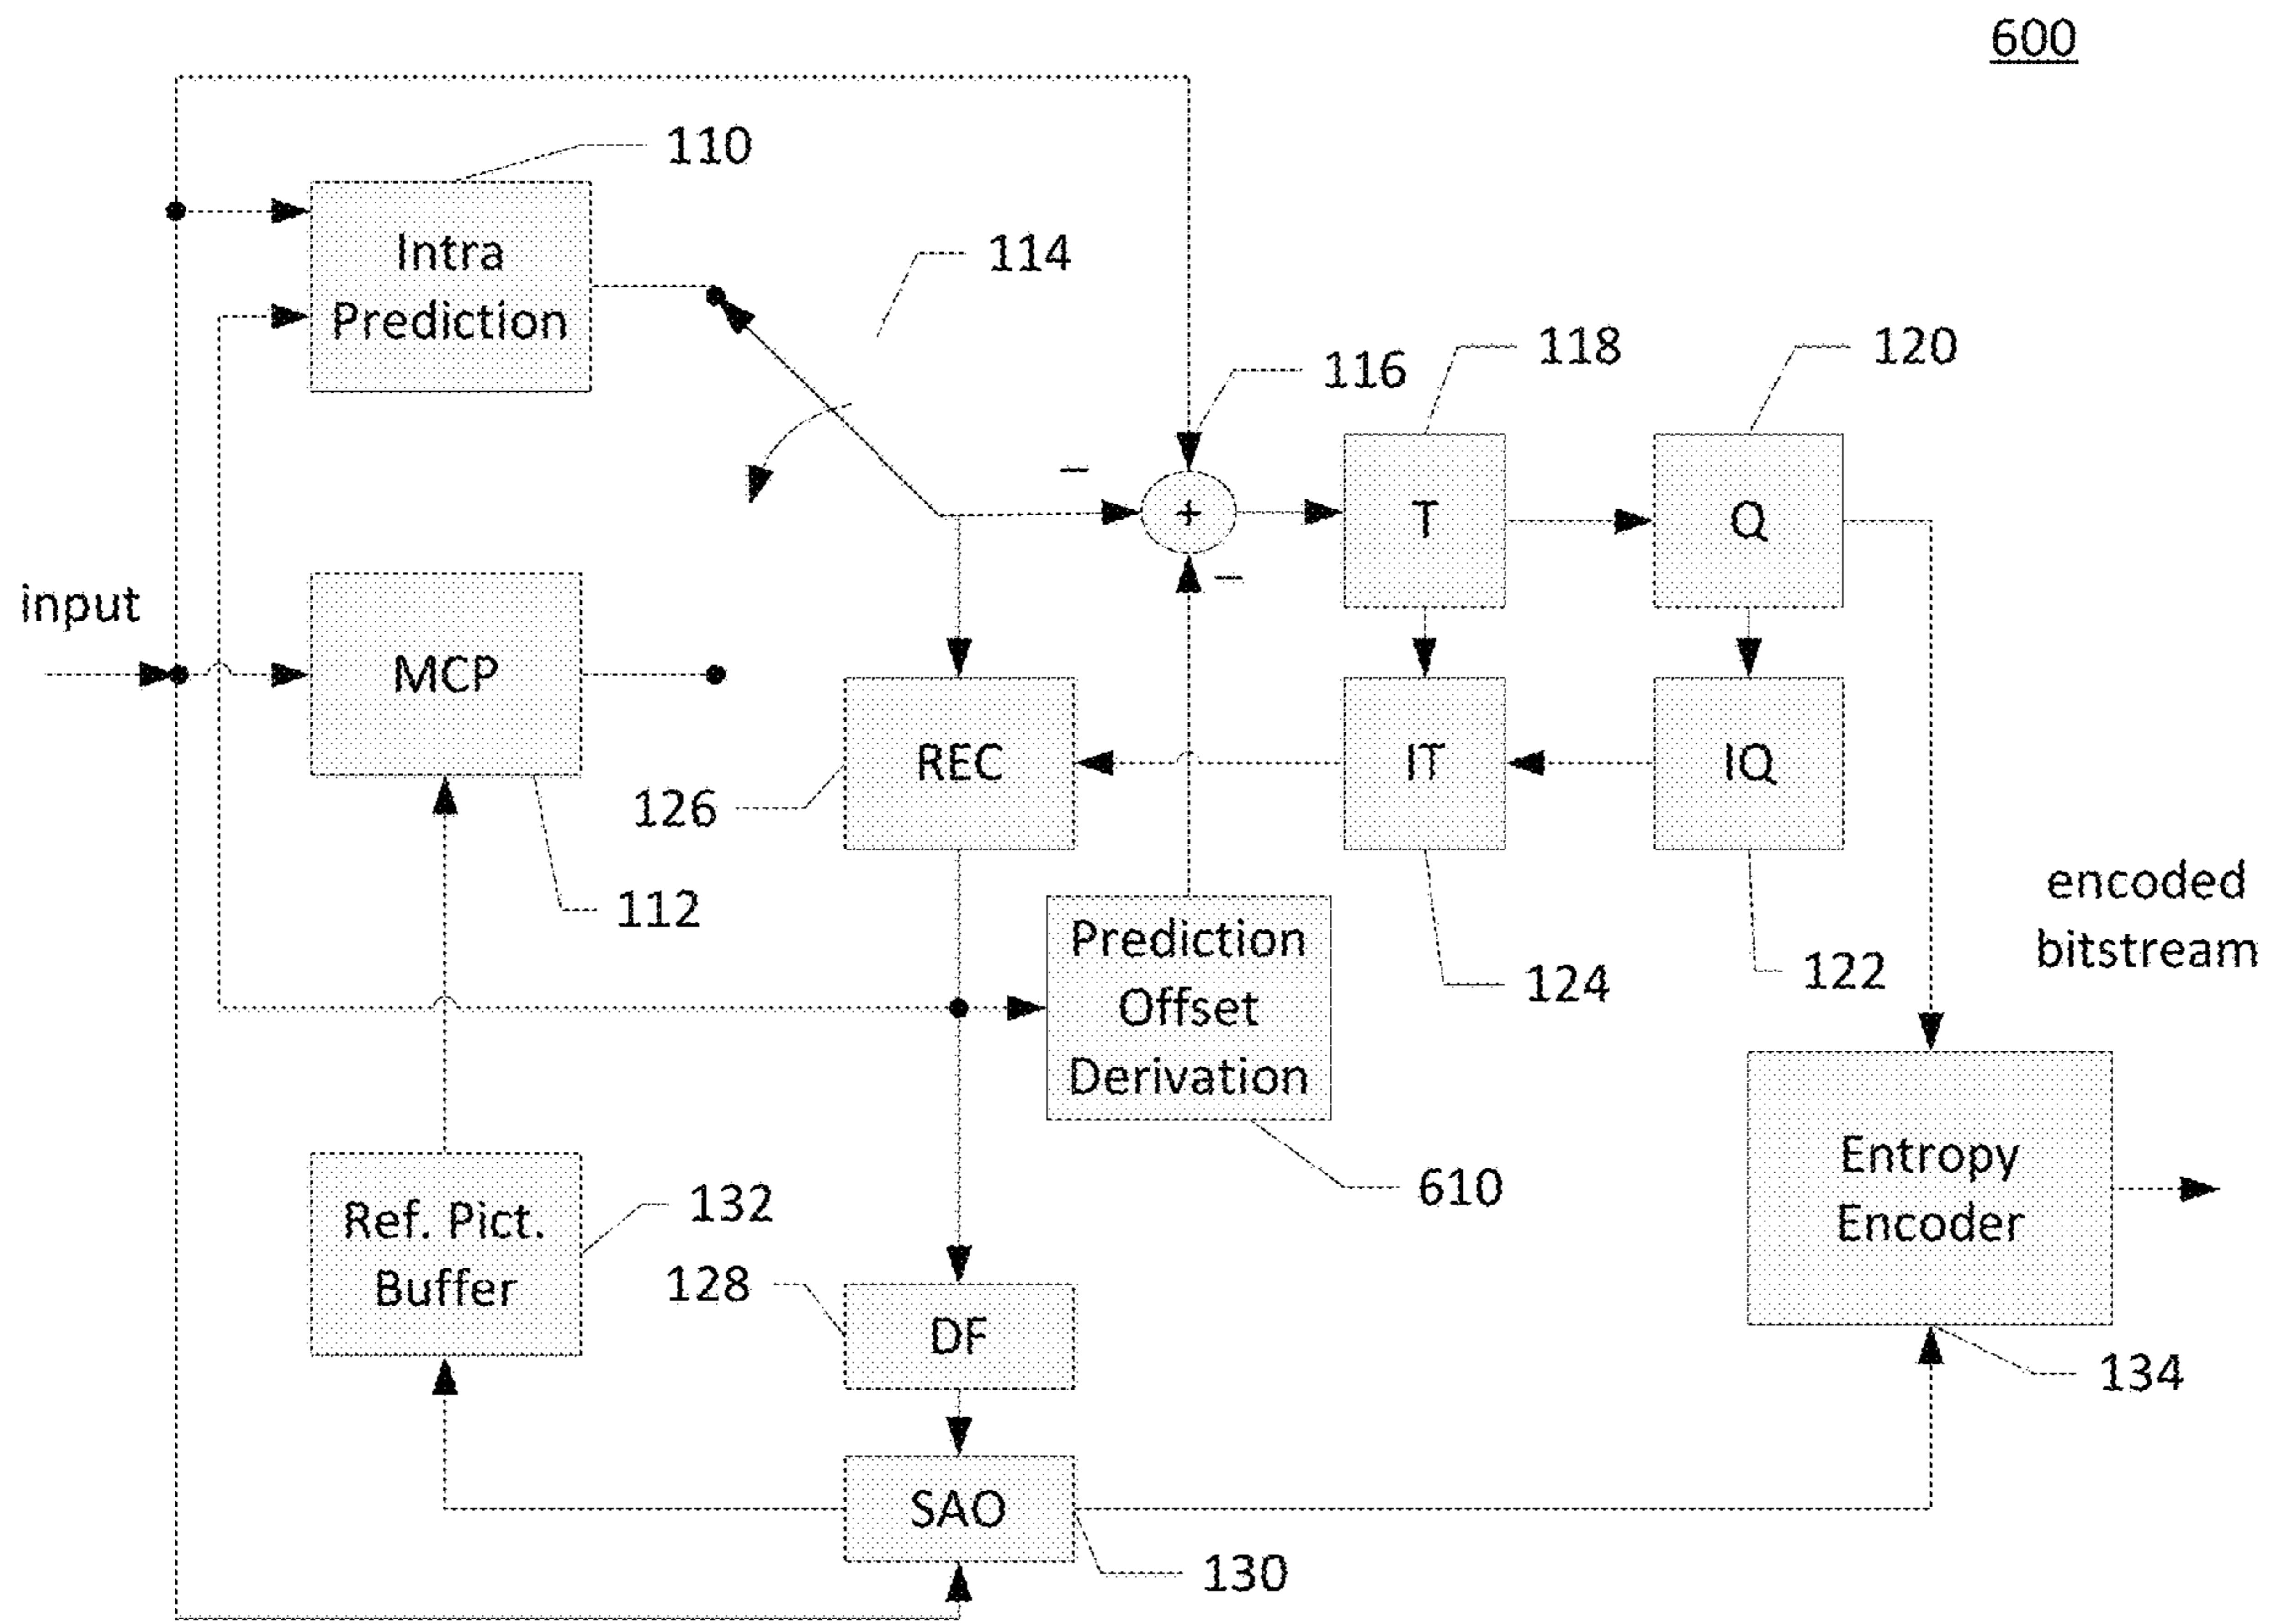 600
110
Intra
Prediction
114
116
118
120
−
+
T
Q
input
−
MCP
REC
IT
IQ
126
112
encoded
bitstream
Prediction
Offset
Derivation
124
122
610
Entropy
Encoder
Ref. Pict.
Buffer
132
128
DF
134
SAO
130